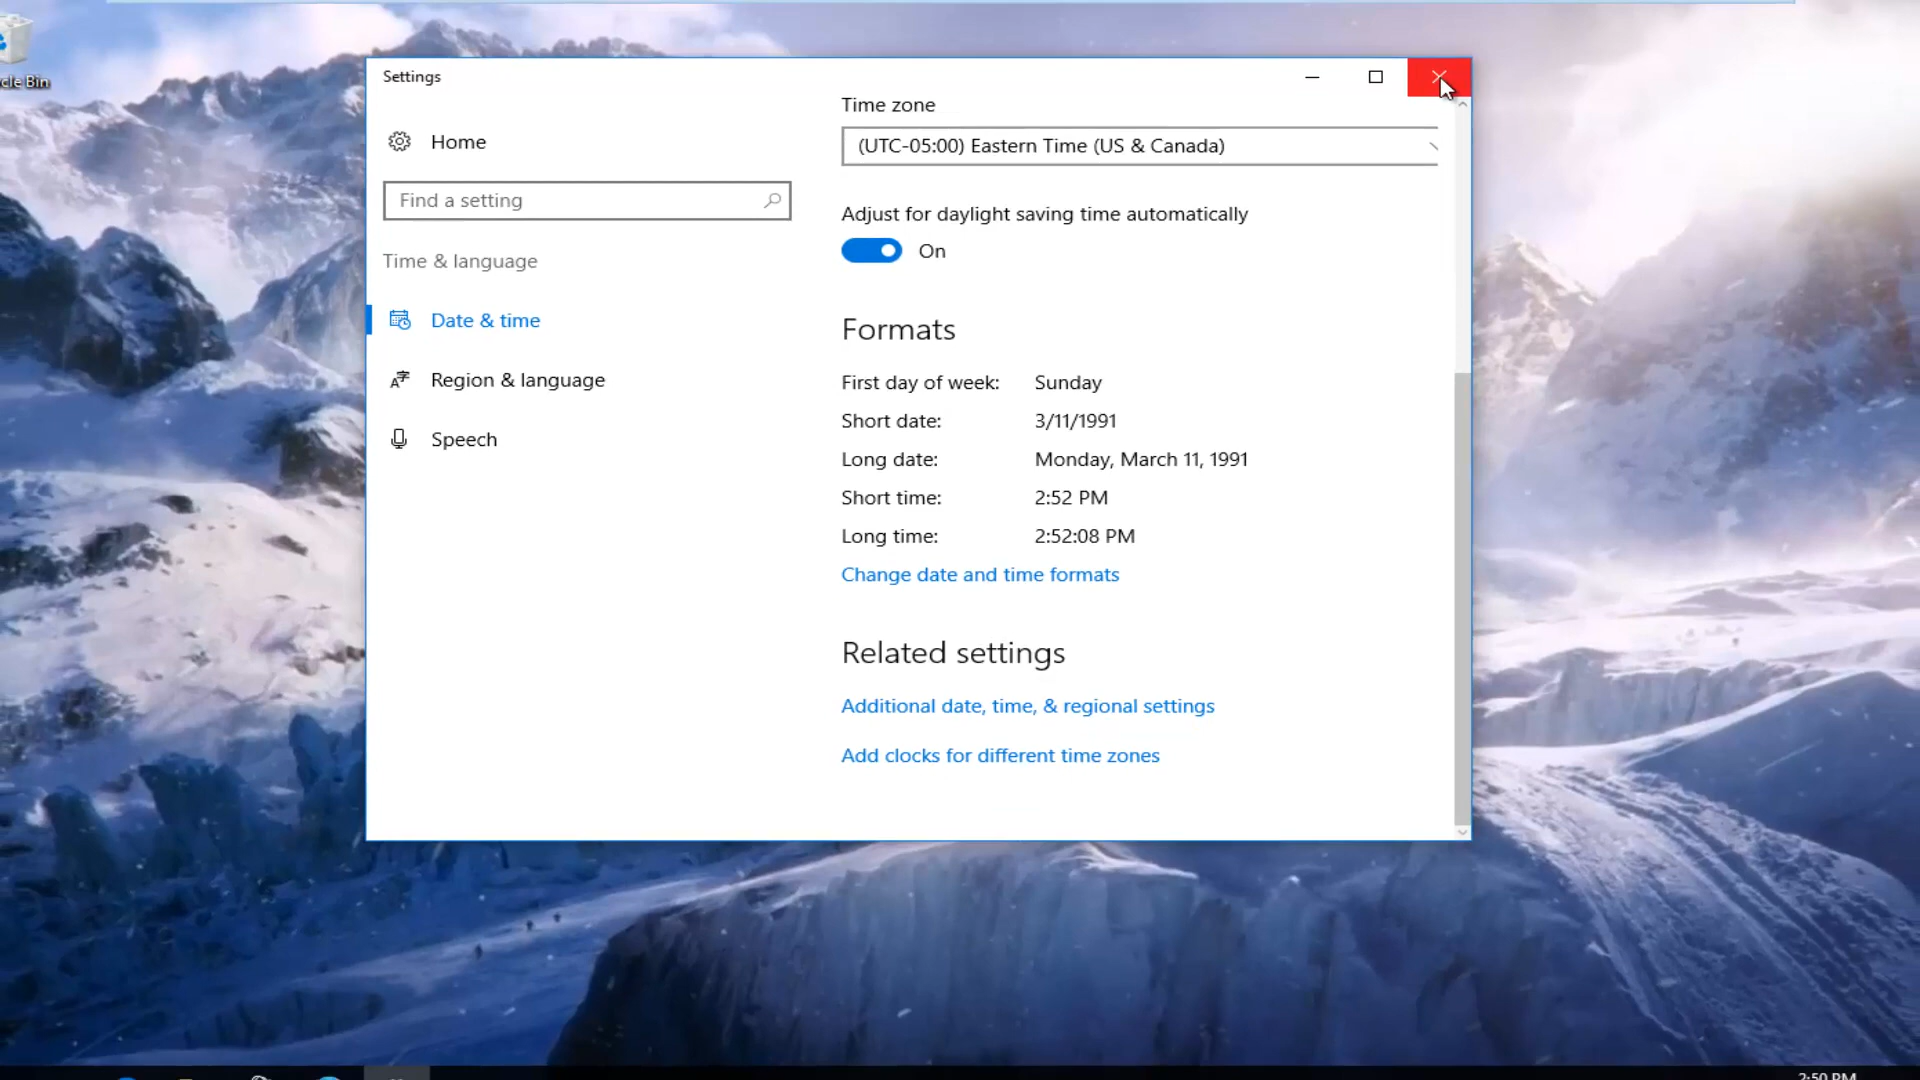 cle Bin
Settings
Home
Find a setting
Time & language
Date & time
Region & language
Speech
Time zone
(UTC-05:00) Eastern Time (US & Canada)
Adjust for daylight saving time automatically
On
Formats
First day of week: Sunday
Short date: 3/11/1991
Long date: Monday, March 11, 1991
Short time: 2:52 PM
Long time: 2:52:08 PM
Change date and time formats
Related settings
Additional date, time, & regional settings
Add clocks for different time zones
2:50 PM